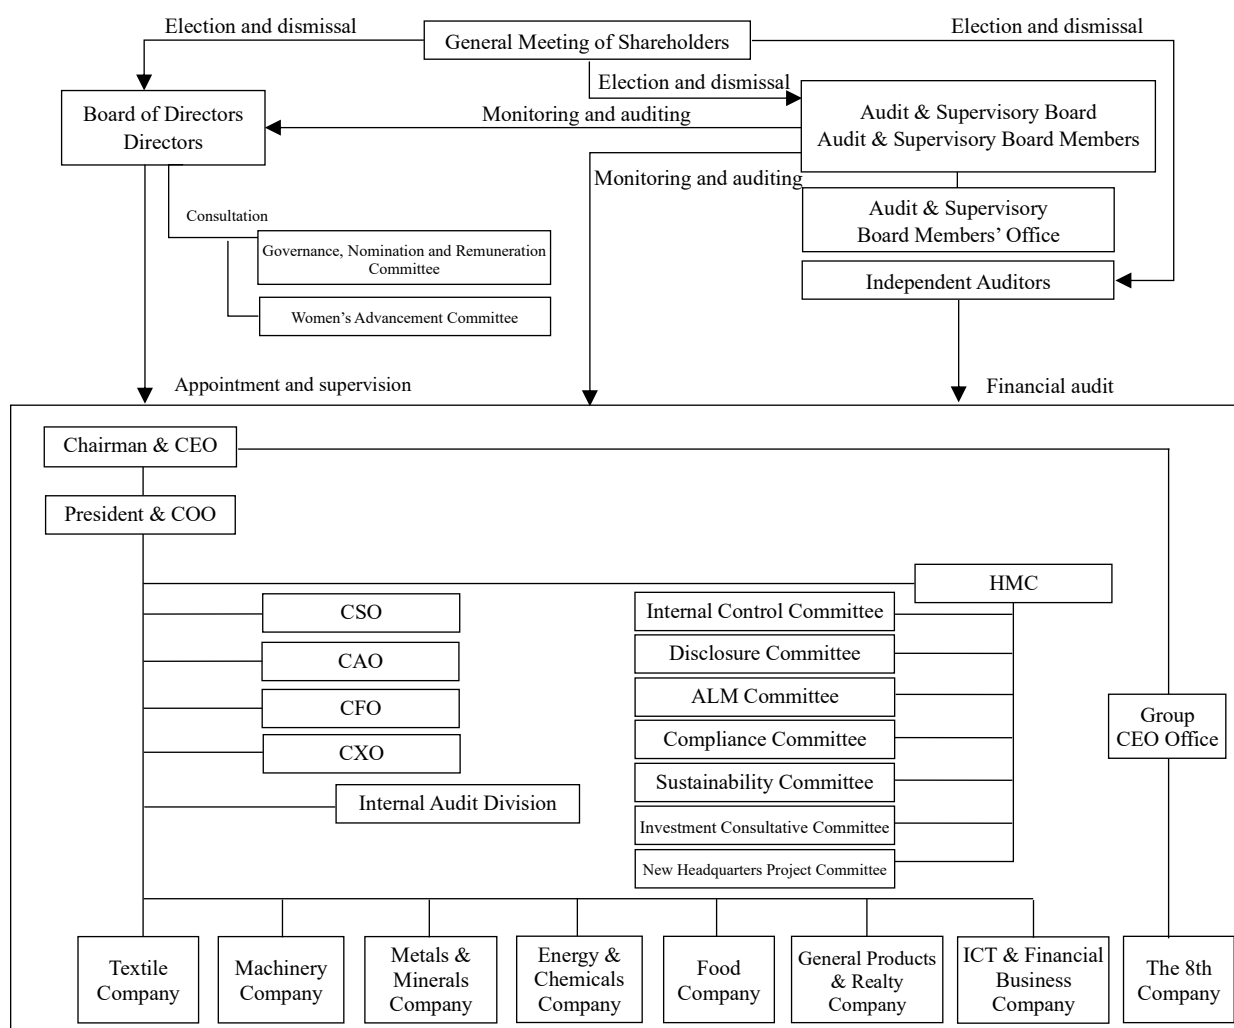 Election and dismissal
General Meeting of Shareholders
Election and dismissal
Election and dismissal
Board of Directors
Directors
Monitoring and auditing
Audit & Supervisory Board
Audit & Supervisory Board Members
Monitoring and auditing
Audit & Supervisory
Board Members’ Office
Consultation
Governance, Nomination and Remuneration
Committee
Independent Auditors
Women’s Advancement Committee
Appointment and supervision
Financial audit
Chairman & CEO
President & COO
HMC
CSO
CAO
CFO
CXO
Internal Audit Division
Internal Control Committee
Disclosure Committee
ALM Committee
Compliance Committee
Sustainability Committee
Investment Consultative Committee
New Headquarters Project Committee
Group
CEO Office
Textile
Company
Machinery
Company
Metals &
Minerals
Company
Energy &
Chemicals
Company
Food
Company
General Products
& Realty
Company
ICT & Financial
Business
Company
The 8th
Company